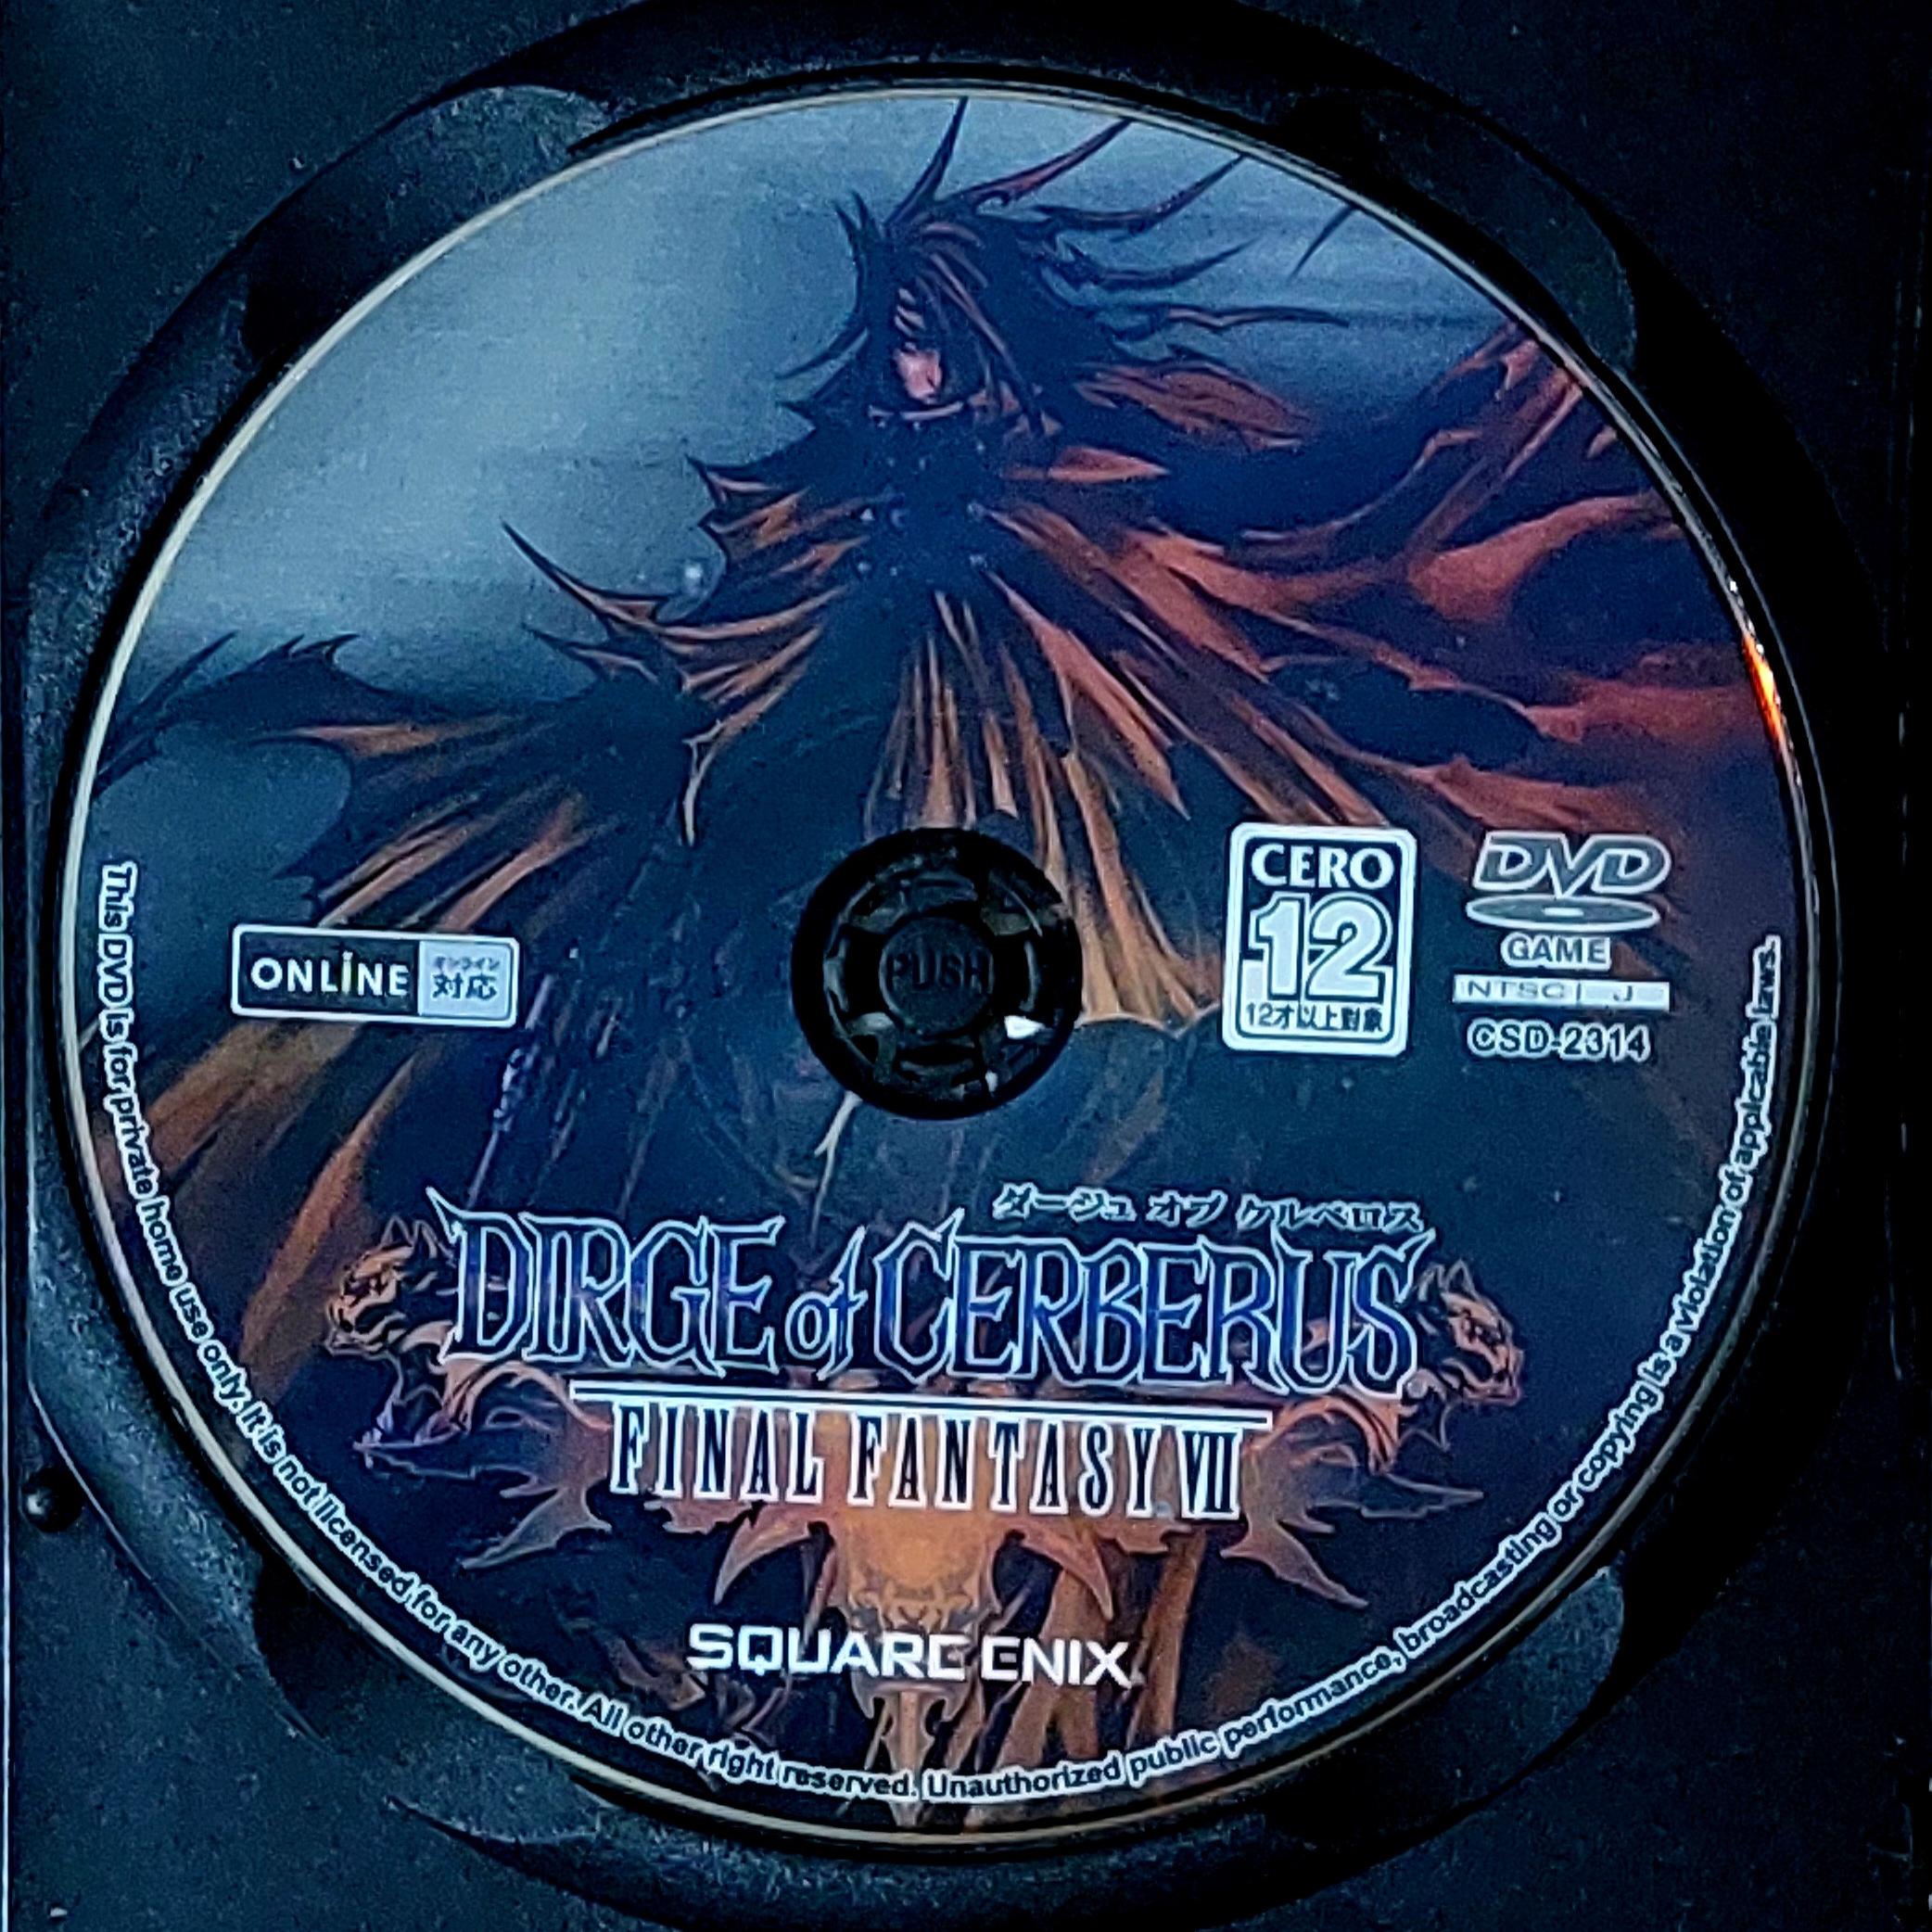 CERO
12
12才以上対象
DVD
GAME
NTSC J
CSD-2314
PUSH
ONLINE
オンライン
対応
ダージュ オブ ケルベロス
DIRGE of CERBERUS
FINAL FANTASY VII
SQUARE ENIX
This DVD is for private home use only. It is not licensed for any other. All other right reserved. Unauthorized public performance, broadcasting or copying is a violation of applicable laws.